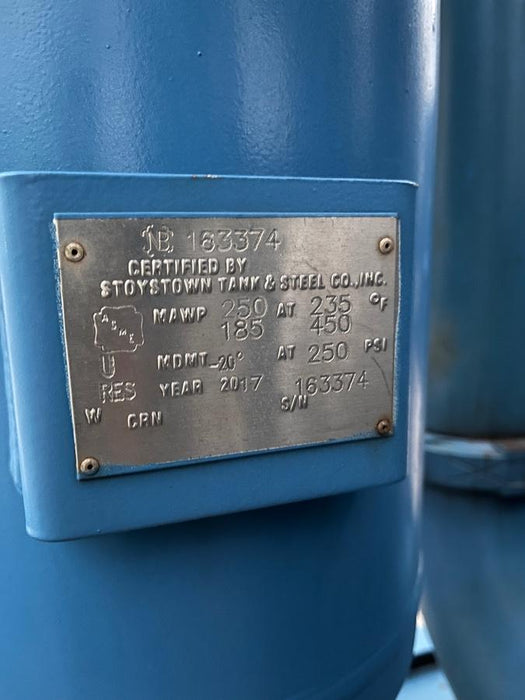 NB 163374
CERTIFIED BY
STOYSTOWN TANK & STEEL CO., INC.
ASME
MAWP 250 AT 235 °F
185 450
U
MDMT -20° AT 250 PSI
RES YEAR 2017 163374
W CRN S/N